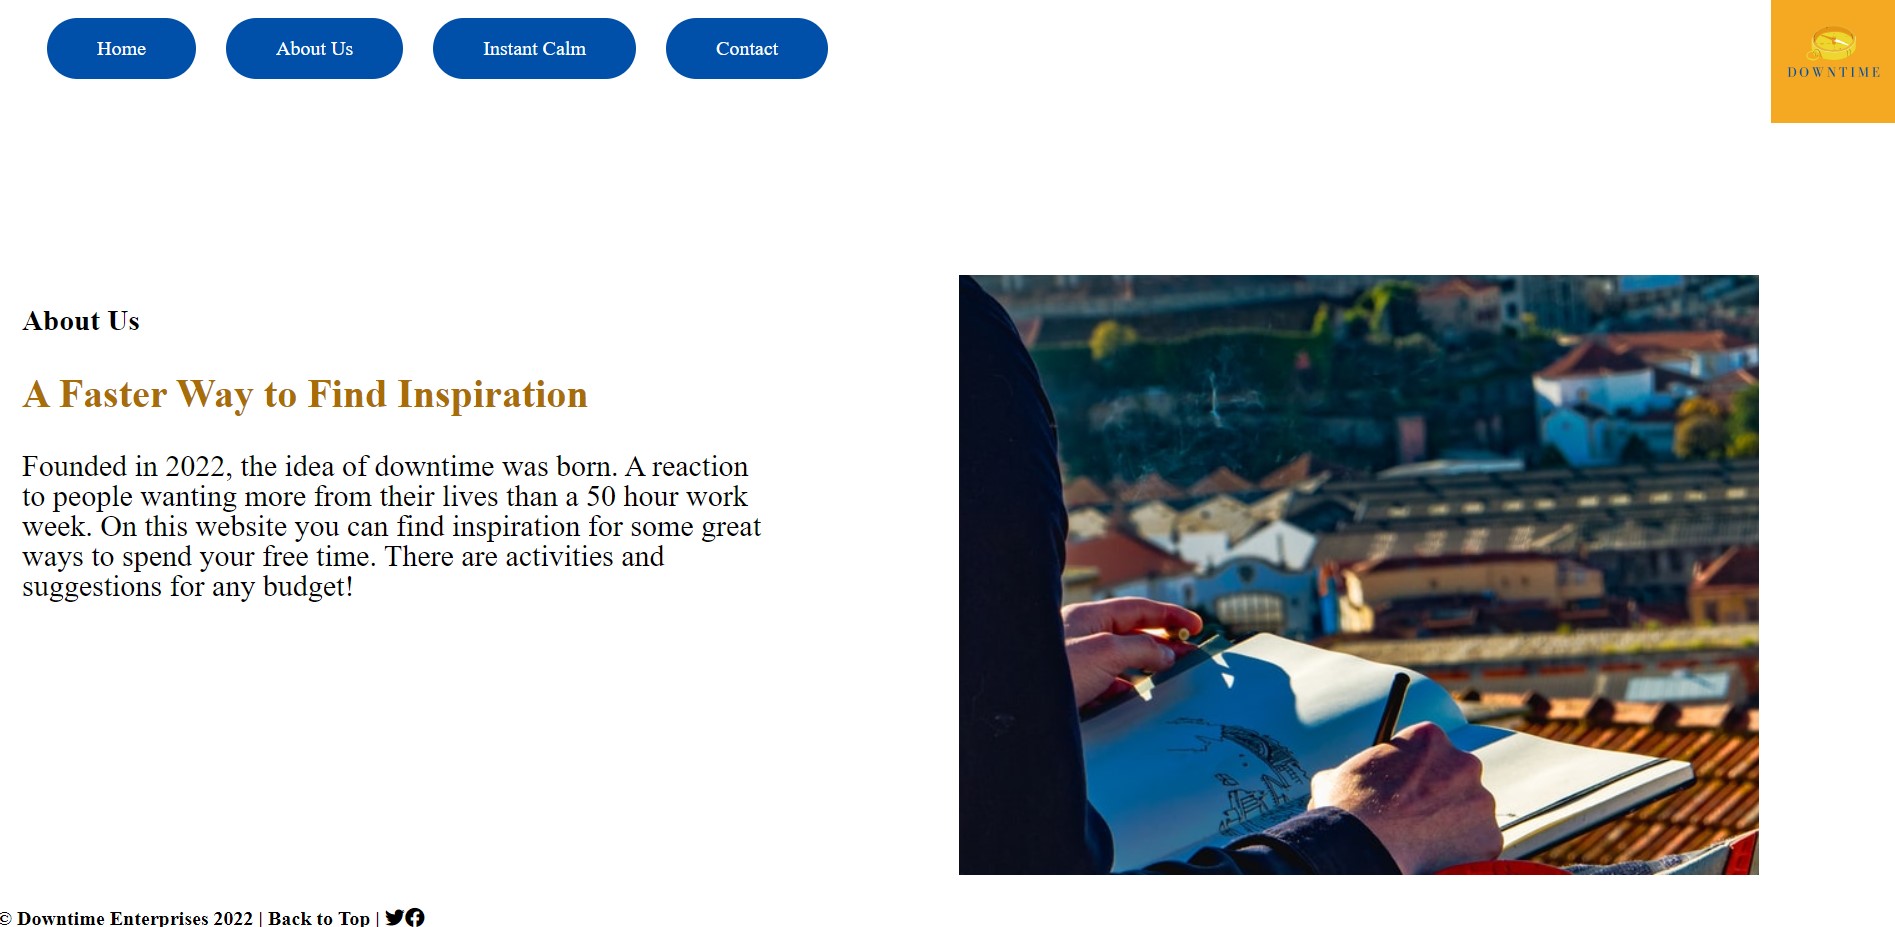 Home
About Us
Instant Calm
Contact
DOWNTIME
About Us
A Faster Way to Find Inspiration
Founded in 2022, the idea of downtime was born. A reaction
to people wanting more from their lives than a 50 hour work
week. On this website you can find inspiration for some great
ways to spend your free time. There are activities and
suggestions for any budget!
© Downtime Enterprises 2022 | Back to Top |